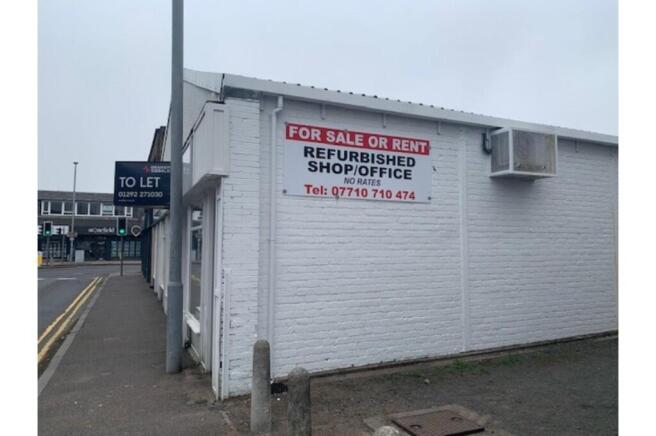 FOR SALE OR RENT
REFURBISHED
SHOP/OFFICE
NO RATES
Tel: 07710 710 474
TO LET
01292 271030